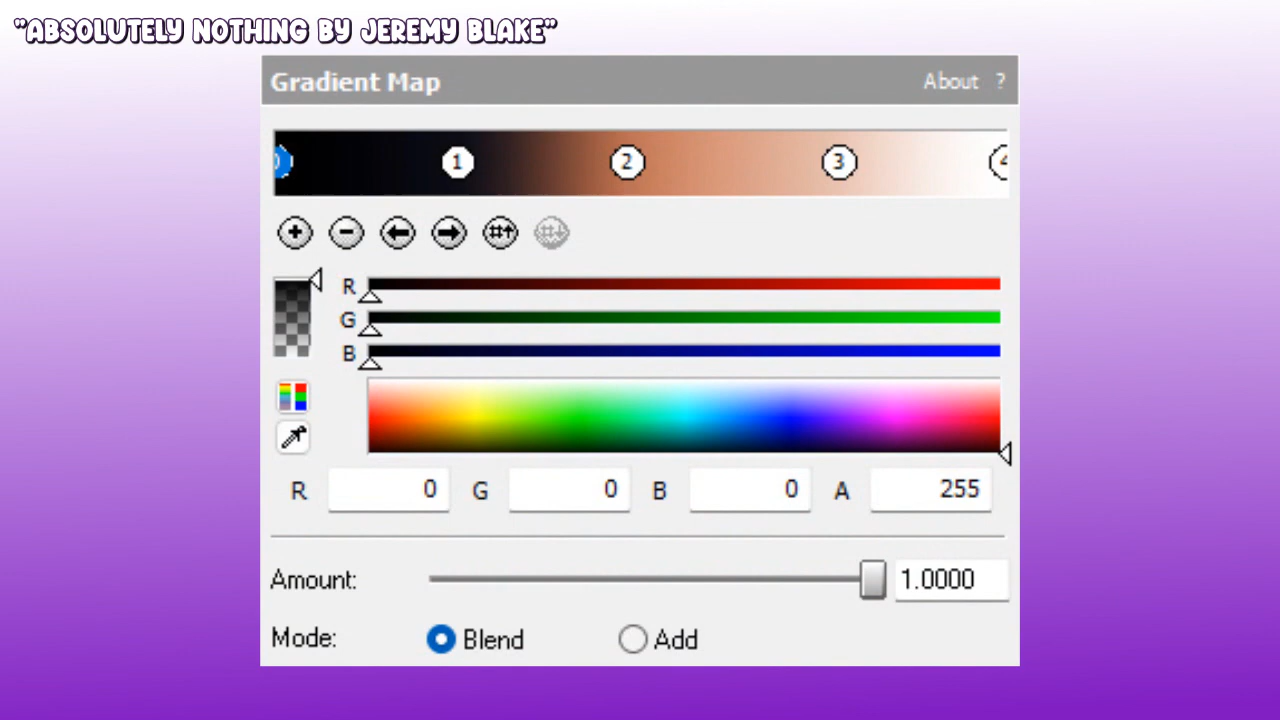 "ABSOLUTELY NOTHING BY JEREMY BLAKE"
Gradient Map About ?
1 2 3 4
R
G
B
R 0 G 0 B 0 A 255
Amount: 1.0000
Mode: Blend Add